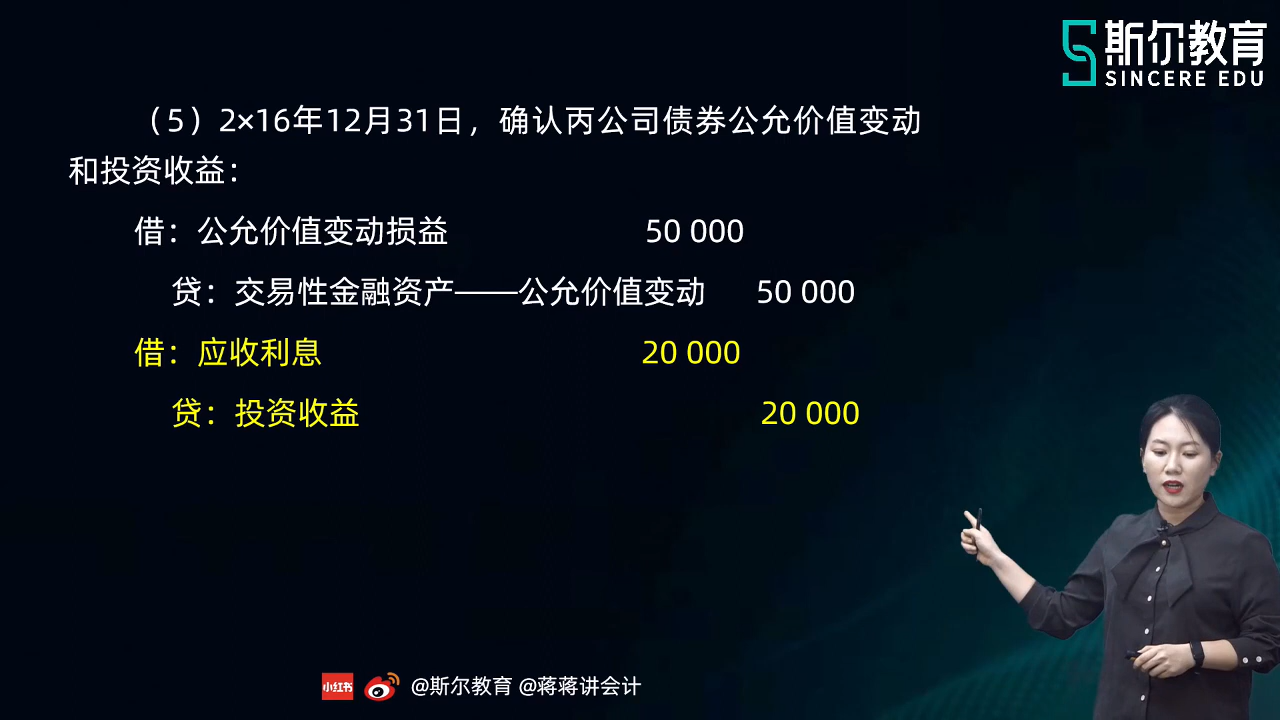 斯尔教育
SINCERE EDU
（5）2×16年12月31日，确认丙公司债券公允价值变动
和投资收益：
借：公允价值变动损益 50 000
贷：交易性金融资产——公允价值变动 50 000
借：应收利息 20 000
贷：投资收益 20 000
小红书 @斯尔教育 @蒋蒋讲会计